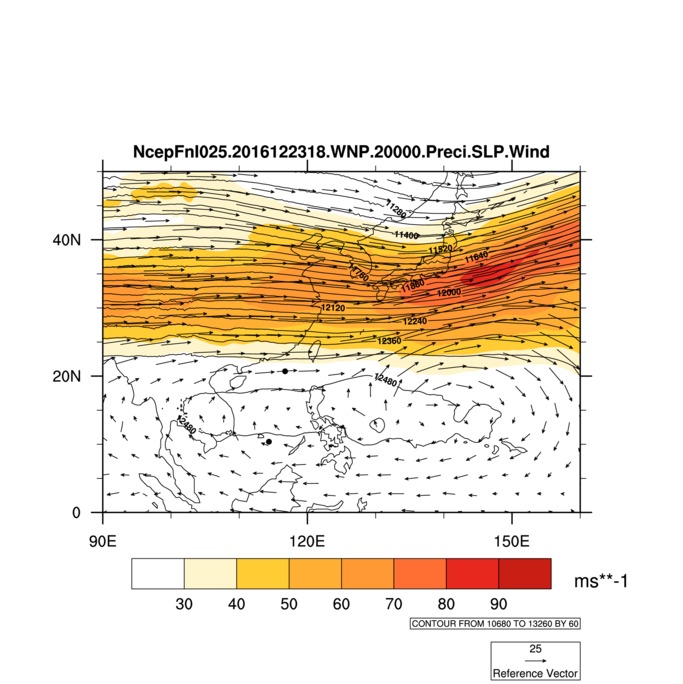 NcepFnl025.2016122318.WNP.20000.Preci.SLP.Wind
11280
11400
40N
11520
11640
11760
11880
12000
12120
12240
12360
20N
12480
12480
0
90E 120E 150E
ms**-1
30 40 50 60 70 80 90
CONTOUR FROM 10680 TO 13260 BY 60
25
Reference Vector